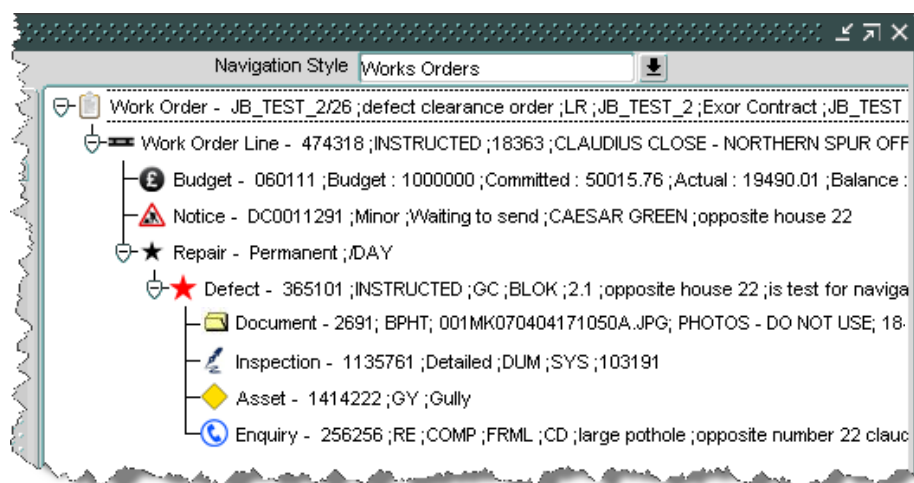 Navigation Style Works Orders
Work Order - JB_TEST_2/26 ;defect clearance order ;LR ;JB_TEST_2 ;Exor Contract ;JB_TEST
Work Order Line - 474318 ;INSTRUCTED ;18363 ;CLAUDIUS CLOSE - NORTHERN SPUR OFF
Budget - 060111 ;Budget : 1000000 ;Committed : 50015.76 ;Actual : 19490.01 ;Balance :
Notice - DC0011291 ;Minor ;Waiting to send ;CAESAR GREEN ;opposite house 22
Repair - Permanent ;/DAY
Defect - 365101 ;INSTRUCTED ;GC ;BLOK ;2.1 ;opposite house 22 ;is test for naviga
Document - 2691; BPHT; 001MK070404171050A.JPG; PHOTOS - DO NOT USE; 18-
Inspection - 1135761 ;Detailed ;DUM ;SYS ;103191
Asset - 1414222 ;GY ;Gully
Enquiry - 256256 ;RE ;COMP ;FRML ;CD ;large pothole ;opposite number 22 clauc